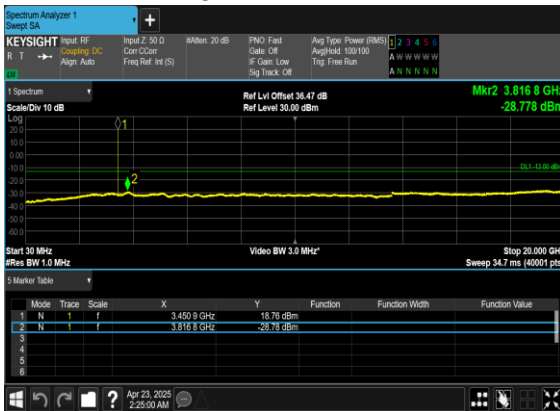 Spectrum Analyzer 1
Swept SA
KEYSIGHT Input: RF Input Z: 50 Ω #Atten: 20 dB PNO: Fast Avg Type: Power (RMS) 1 2 3 4 5 6
R T Coupling: DC Corr CCorr Gate: Off Avg|Hold: 100/100 A W W W W W
Align: Auto Freq Ref: Int (S) IF Gain: Low Trig: Free Run
Sig Track: Off A N N N N N
1 Spectrum Ref Lvl Offset 36.47 dB Mkr2 3.816 8 GHz
Scale/Div 10 dB Ref Level 30.00 dBm -28.778 dBm
Log
20.0
10.0
0.00
-10.0
-20.0
-30.0
-40.0
-50.0
-60.0
1
2
DL1 -13.00 dBm
Start 30 MHz Video BW 3.0 MHz* Stop 20.000 GHz
#Res BW 1.0 MHz Sweep 34.7 ms (40001 pts)
5 Marker Table
Mode Trace Scale X Y Function Function Width Function Value
1 N 1 f 3.450 9 GHz 18.76 dBm
2 N 1 f 3.816 8 GHz -28.78 dBm
3
4
5
6
? Apr 23, 2025
2:25:00 AM